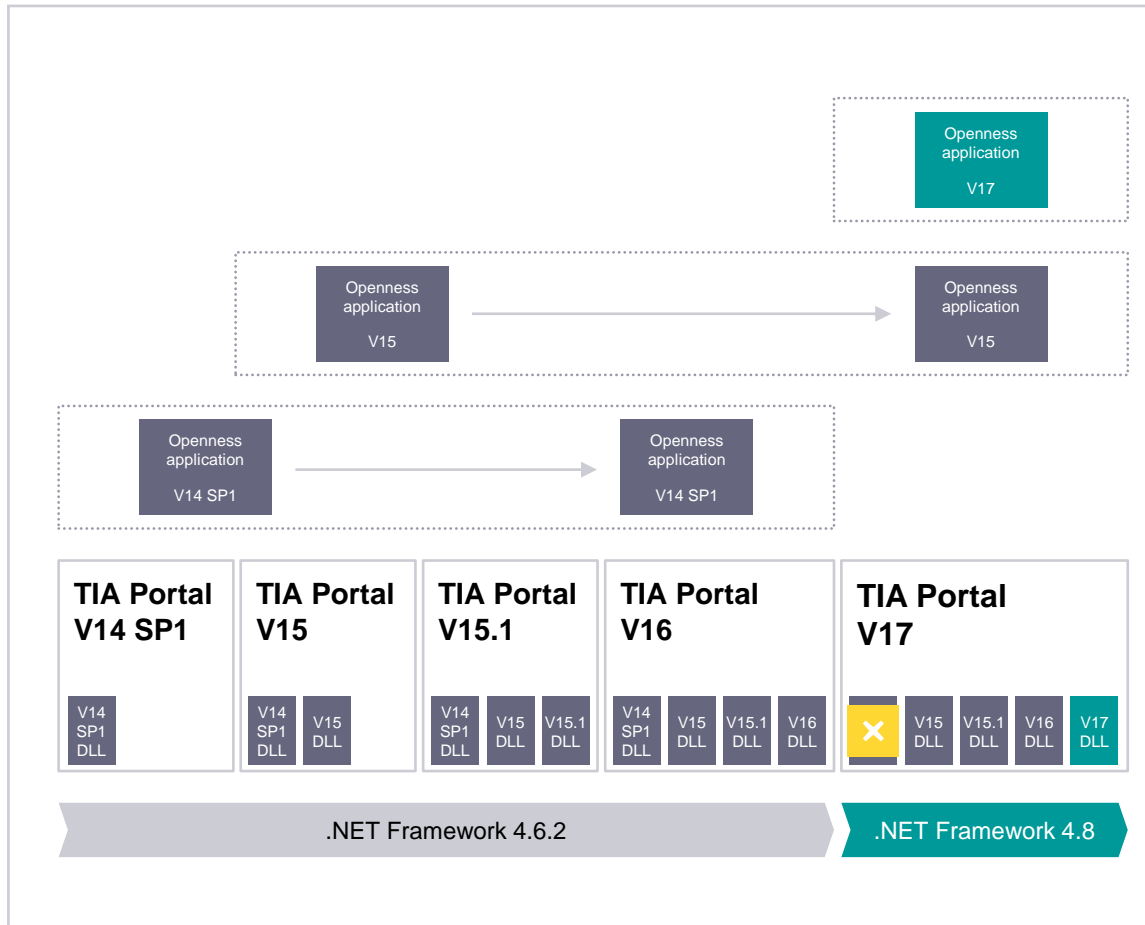 Openness
application
V17
Openness
application
V15
Openness
application
V15
Openness
application
V14 SP1
Openness
application
V14 SP1
TIA Portal
V14 SP1
V14
SP1
DLL
TIA Portal
V15
V14
SP1
DLL
V15
DLL
TIA Portal
V15.1
V14
SP1
DLL
V15
DLL
V15.1
DLL
TIA Portal
V16
V14
SP1
DLL
V15
DLL
V15.1
DLL
V16
DLL
TIA Portal
V17
V15
DLL
V15.1
DLL
V16
DLL
V17
DLL
.NET Framework 4.6.2
.NET Framework 4.8